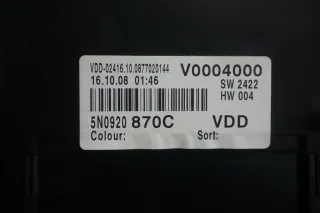 VDD-02416.10.0877020144 V0004000
16.10.08 01:46 SW 2422
HW 004
5N0920 870C VDD
Colour: Sort: